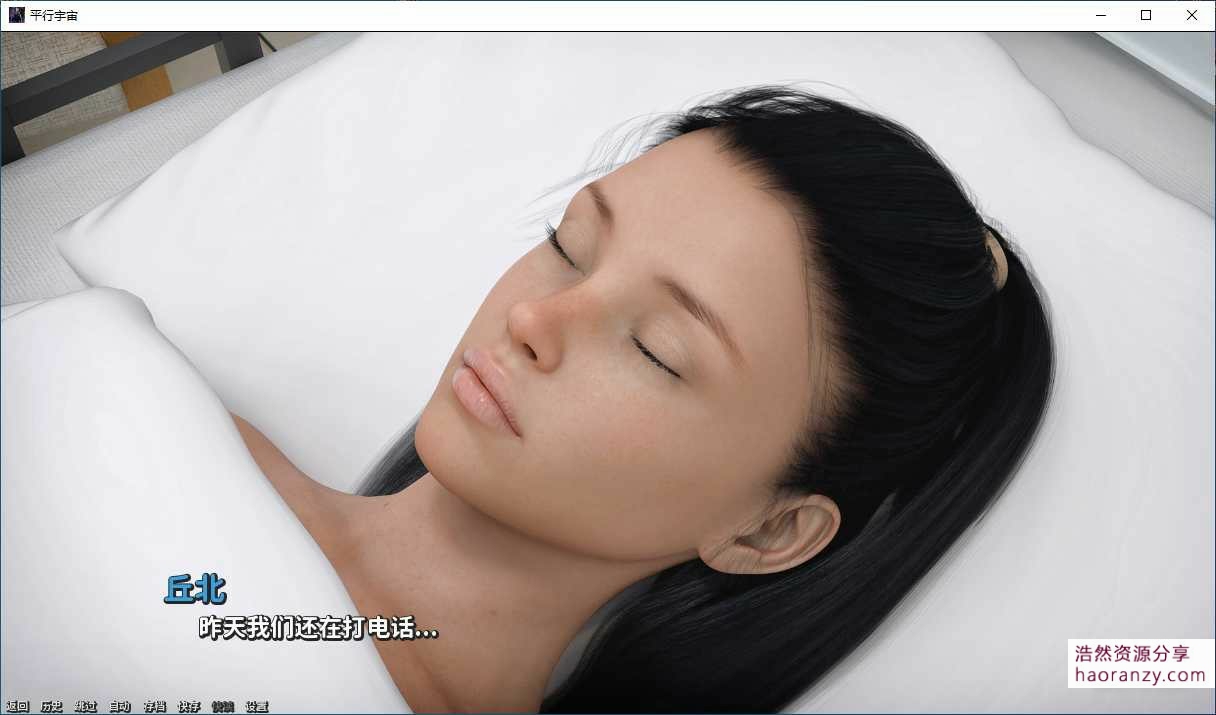 平行宇宙
丘北
昨天我们还在打电话...
浩然资源分享
haoranzy.com
返回 历史 跳过 自动 存档 快存 快读 设置